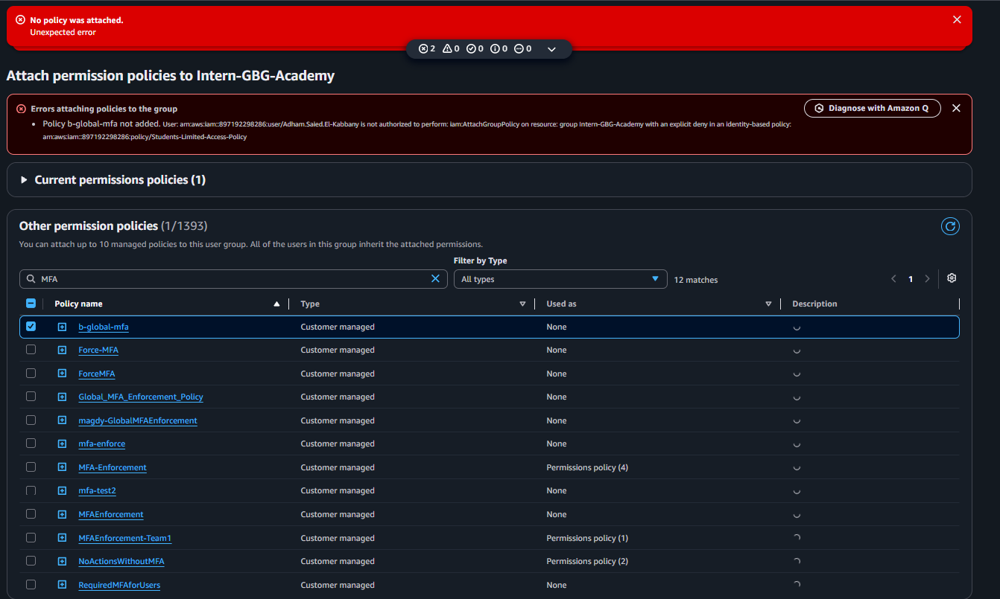 No policy was attached.
Unexpected error
2 0 0 0 0
Attach permission policies to Intern-GBG-Academy
Errors attaching policies to the group
Diagnose with Amazon Q
• Policy b-global-mfa not added. User: arn:aws:iam::897192298286:user/Adham.Saied.El-Kabbany is not authorized to perform: iam:AttachGroupPolicy on resource: group Intern-GBG-Academy with an explicit deny in an identity-based policy:
arn:aws:iam::897192298286:policy/Students-Limited-Access-Policy
Current permissions policies (1)
Other permission policies (1/1393)
You can attach up to 10 managed policies to this user group. All of the users in this group inherit the attached permissions.
Filter by Type
MFA All types 12 matches 1
Policy name Type Used as Description
b-global-mfa Customer managed None
Force-MFA Customer managed None
ForceMFA Customer managed None
Global_MFA_Enforcement_Policy Customer managed None
magdy-GlobalMFAEnforcement Customer managed None
mfa-enforce Customer managed None
MFA-Enforcement Customer managed Permissions policy (4)
mfa-test2 Customer managed None
MFAEnforcement Customer managed None
MFAEnforcement-Team1 Customer managed Permissions policy (1)
NoActionsWithoutMFA Customer managed Permissions policy (2)
RequiredMFAforUsers Customer managed None